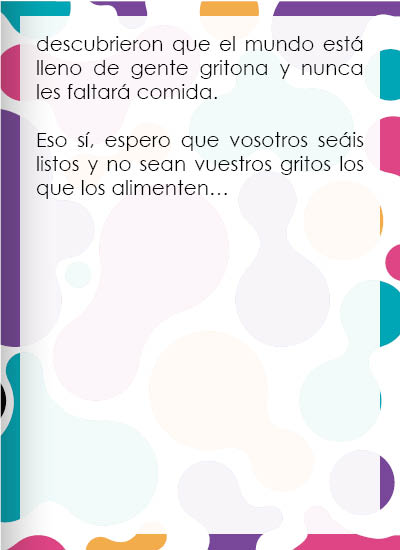 descubrieron que el mundo está
lleno de gente gritona y nunca
les faltará comida.
Eso sí, espero que vosotros seáis
listos y no sean vuestros gritos los
que los alimenten…